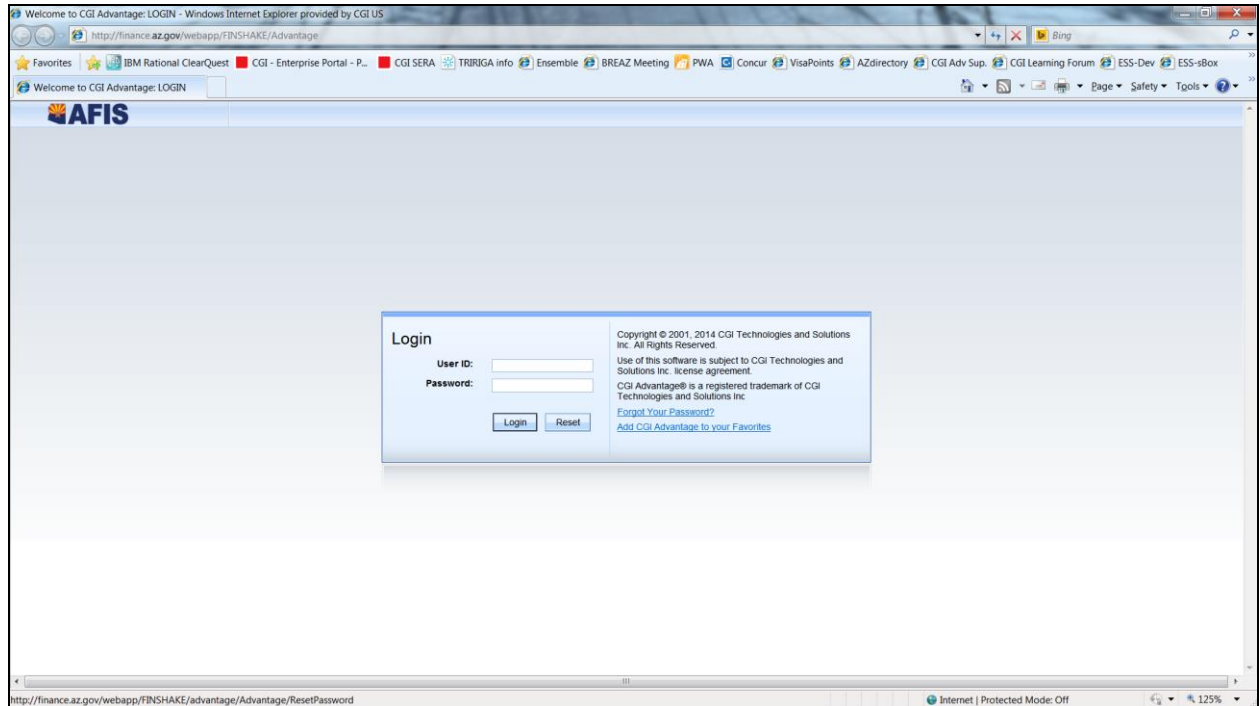 Welcome to CGI Advantage: LOGIN - Windows Internet Explorer provided by CGI US
http://finance.az.gov/webapp/FINSHAKE/Advantage
Bing
Favorites IBM Rational ClearQuest CGI - Enterprise Portal - P... CGI SERA TRIRIGA info Ensemble BREAZ Meeting PWA Concur VisaPoints AZdirectory CGI Adv Sup. CGI Learning Forum ESS-Dev ESS-sBox
Welcome to CGI Advantage: LOGIN
Page Safety Tools
AFIS
Login
User ID:
Password:
Login Reset
Copyright © 2001, 2014 CGI Technologies and Solutions
Inc. All Rights Reserved.
Use of this software is subject to CGI Technologies and
Solutions Inc. license agreement.
CGI Advantage® is a registered trademark of CGI
Technologies and Solutions Inc
Forgot Your Password?
Add CGI Advantage to your Favorites
http://finance.az.gov/webapp/FINSHAKE/advantage/Advantage/ResetPassword
Internet | Protected Mode: Off
125%